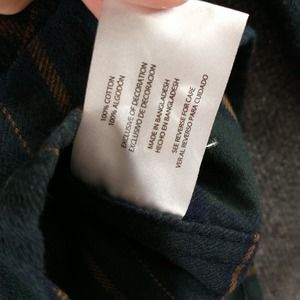 100% COTTON
100% ALGODÓN
EXCLUSIVE OF DECORATION
EXCLUSIVO DE DECORACION
MADE IN BANGLADESH
HECHO EN BANGLADESH
SEE REVERSE FOR CARE
VER AL REVERSO PARA CUIDADO